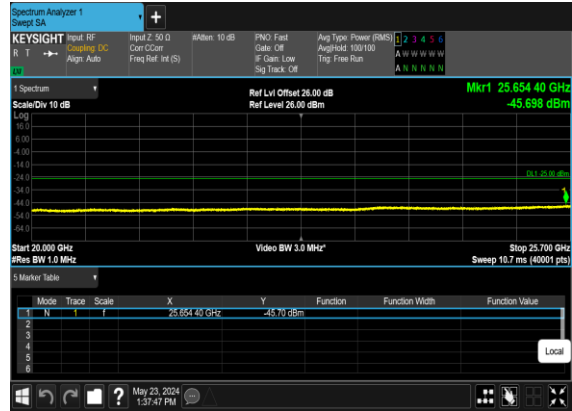 Spectrum Analyzer 1
Swept SA
+
KEYSIGHT Input: RF Input Z: 50 Ω #Atten: 10 dB PNO: Fast Avg Type: Power (RMS) 1 2 3 4 5 6
R T Coupling: DC Corr CCorr Gate: Off Avg|Hold: 100/100 A W W W W W
Align: Auto Freq Ref: Int (S) IF Gain: Low Trig: Free Run
Sig Track: Off A N N N N N
1 Spectrum Ref Lvl Offset 26.00 dB Mkr1 25.654 40 GHz
Scale/Div 10 dB Ref Level 26.00 dBm -45.698 dBm
Log
16.0
6.00
-4.00
-14.0
-24.0 DL1 -25.00 dBm
-34.0
1
-44.0
-54.0
-64.0
Start 20.000 GHz Video BW 3.0 MHz* Stop 25.700 GHz
#Res BW 1.0 MHz Sweep 10.7 ms (40001 pts)
5 Marker Table
Mode Trace Scale X Y Function Function Width Function Value
1 N 1 f 25.654 40 GHz -45.70 dBm
2
3
4
5
6
Local
? May 23, 2024
1:37:47 PM